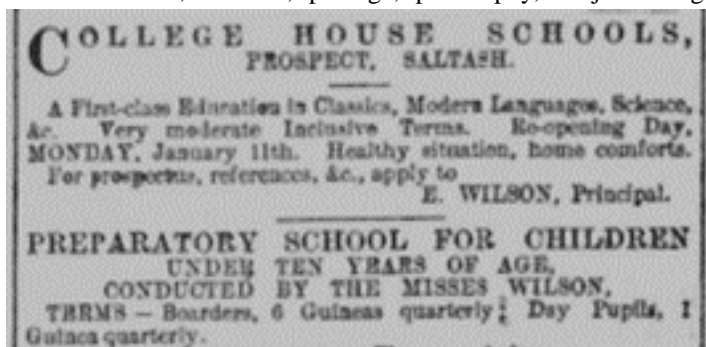 COLLEGE HOUSE SCHOOLS,
PROSPECT, SALTASH.
A First-class Education in Classics, Modern Languages, Science,
&c. Very moderate Inclusive Terms. Re-opening Day,
MONDAY, January 11th. Healthy situation, home comforts.
For prospectus, references, &c., apply to
E. WILSON, Principal.
PREPARATORY SCHOOL FOR CHILDREN
UNDER TEN YEARS OF AGE,
CONDUCTED BY THE MISSES WILSON,
TERMS — Boarders, 6 Guineas quarterly; Day Pupils, 1
Guinea quarterly.